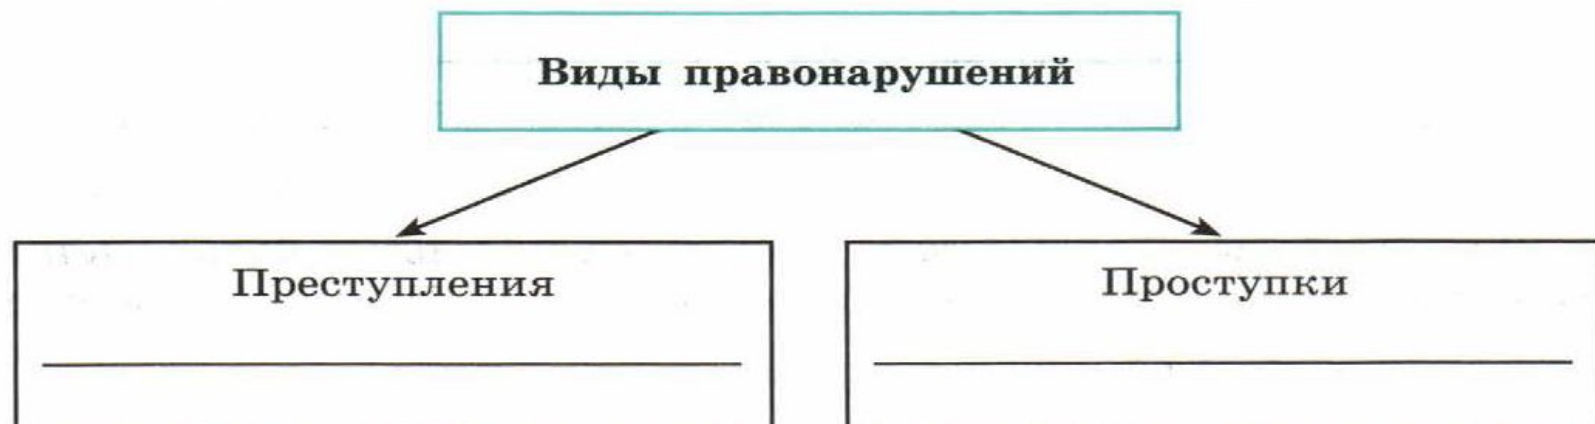 Виды правонарушений
Преступления
Проступки